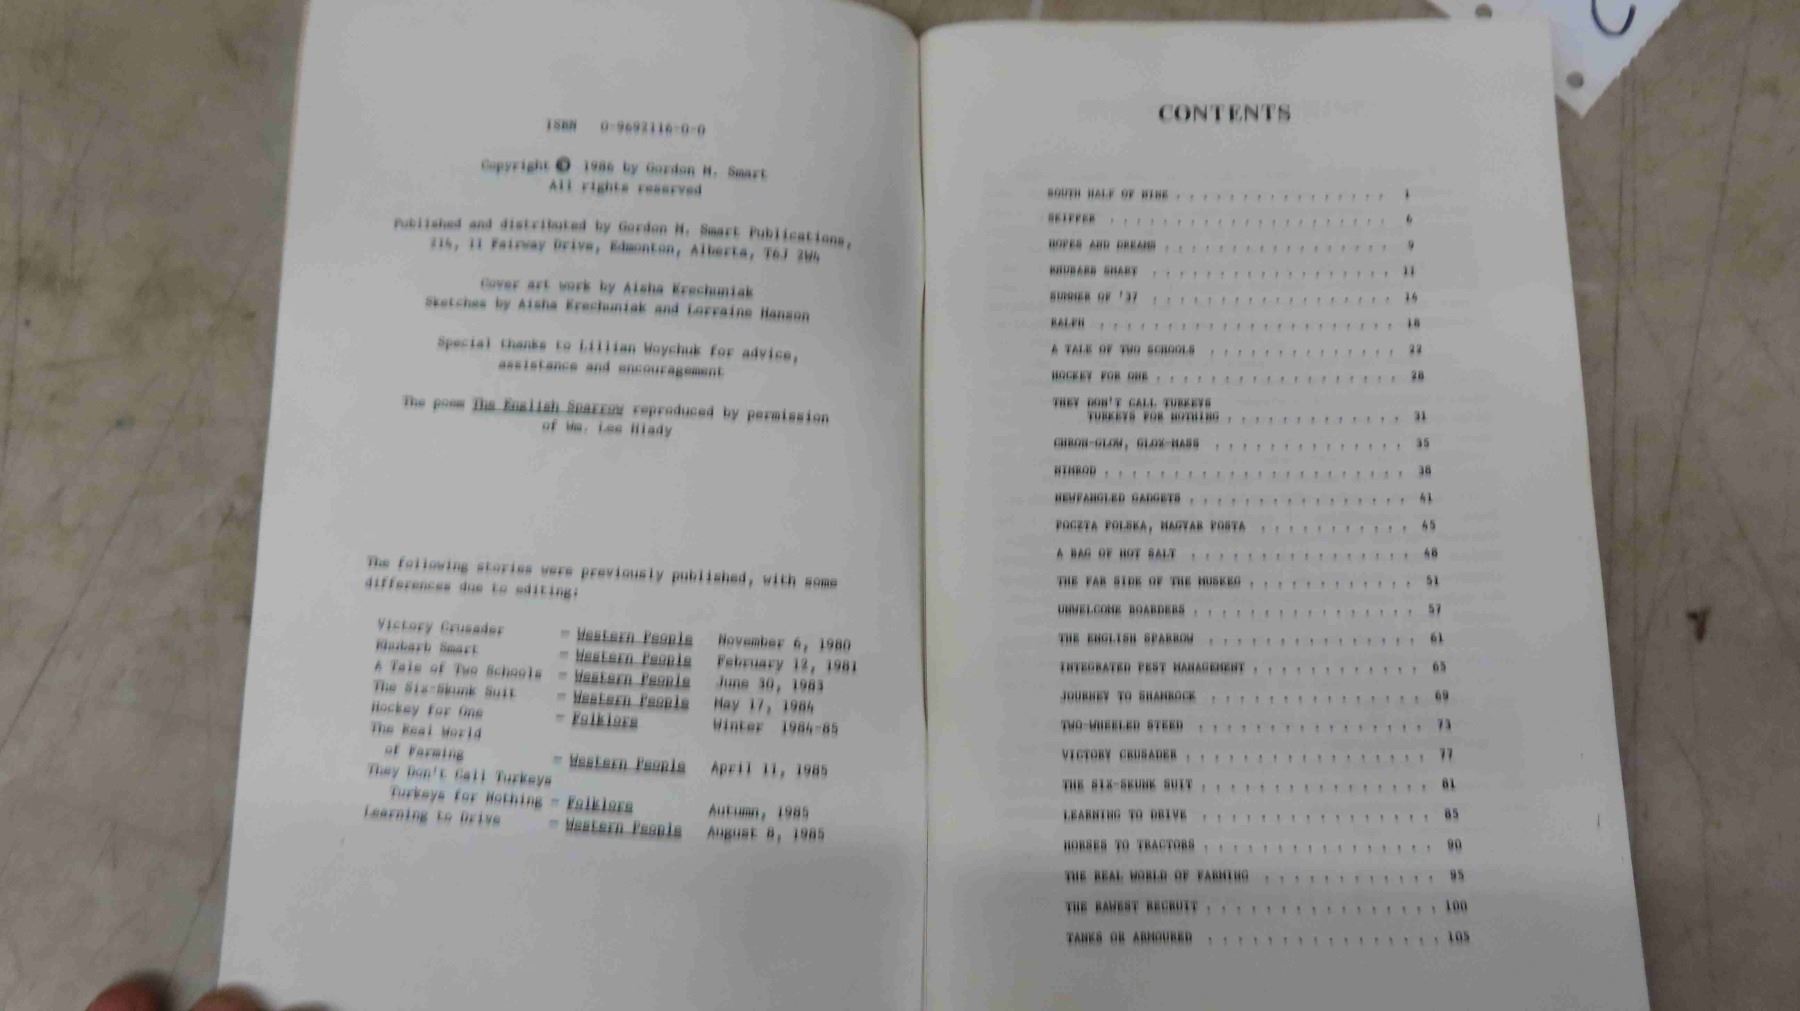 ISBN 0-9692116-0-0
Copyright © 1986 by Gordon M. Smart
All rights reserved
Published and distributed by Gordon M. Smart Publications,
214, 11 Fairway Drive, Edmonton, Alberta, T6J 2W4
Cover art work by Aisha Krechuniak
Sketches by Aisha Krechuniak and Lorraine Hanson
Special thanks to Lillian Woychuk for advice,
assistance and encouragement
The poem The English Sparrow reproduced by permission
of Wm. Lee Hlady
The following stories were previously published, with some
differences due to editing:
Victory Crusader = Western People November 6, 1980
Rhubarb Smart = Western People February 12, 1981
A Tale of Two Schools = Western People June 30, 1983
The Six-Skunk Suit = Western People May 17, 1984
Hockey for One = Folklore Winter 1984-85
The Real World
of Farming = Western People April 11, 1985
They Don't Call Turkeys
Turkeys for Nothing = Folklore Autumn, 1985
Learning to Drive = Western People August 8, 1985
CONTENTS
SOUTH HALF OF NINE . . . . . . . . . . . . . . . 1
SKIPPER . . . . . . . . . . . . . . . . . . . . 6
HOPES AND DREAMS . . . . . . . . . . . . . . . . 9
RHUBARB SMART . . . . . . . . . . . . . . . . . 11
SUMMER OF '37 . . . . . . . . . . . . . . . . . 14
RALPH . . . . . . . . . . . . . . . . . . . . . 18
A TALE OF TWO SCHOOLS . . . . . . . . . . . . . 22
HOCKEY FOR ONE . . . . . . . . . . . . . . . . . 28
THEY DON'T CALL TURKEYS
TURKEYS FOR NOTHING . . . . . . . . . . . . 31
CHRON-GLOW, GLOX-MASS . . . . . . . . . . . . . 35
NIMROD . . . . . . . . . . . . . . . . . . . . . 38
NEWFANGLED GADGETS . . . . . . . . . . . . . . . 41
POCZTA POLSKA, MAGYAR POSTA . . . . . . . . . . 45
A BAG OF HOT SALT . . . . . . . . . . . . . . . 48
THE FAR SIDE OF THE MUSKEG . . . . . . . . . . . 51
UNWELCOME BOARDERS . . . . . . . . . . . . . . . 57
THE ENGLISH SPARROW . . . . . . . . . . . . . . 61
INTEGRATED PEST MANAGEMENT . . . . . . . . . . . 65
JOURNEY TO SHAMROCK . . . . . . . . . . . . . . 69
TWO-WHEELED STEED . . . . . . . . . . . . . . . 73
VICTORY CRUSADER . . . . . . . . . . . . . . . . 77
THE SIX-SKUNK SUIT . . . . . . . . . . . . . . . 81
LEARNING TO DRIVE . . . . . . . . . . . . . . . 85
HORSES TO TRACTORS . . . . . . . . . . . . . . . 90
THE REAL WORLD OF FARMING . . . . . . . . . . . 95
THE RAWEST RECRUIT . . . . . . . . . . . . . . . 100
TANKS OR ARMOURED . . . . . . . . . . . . . . . 105